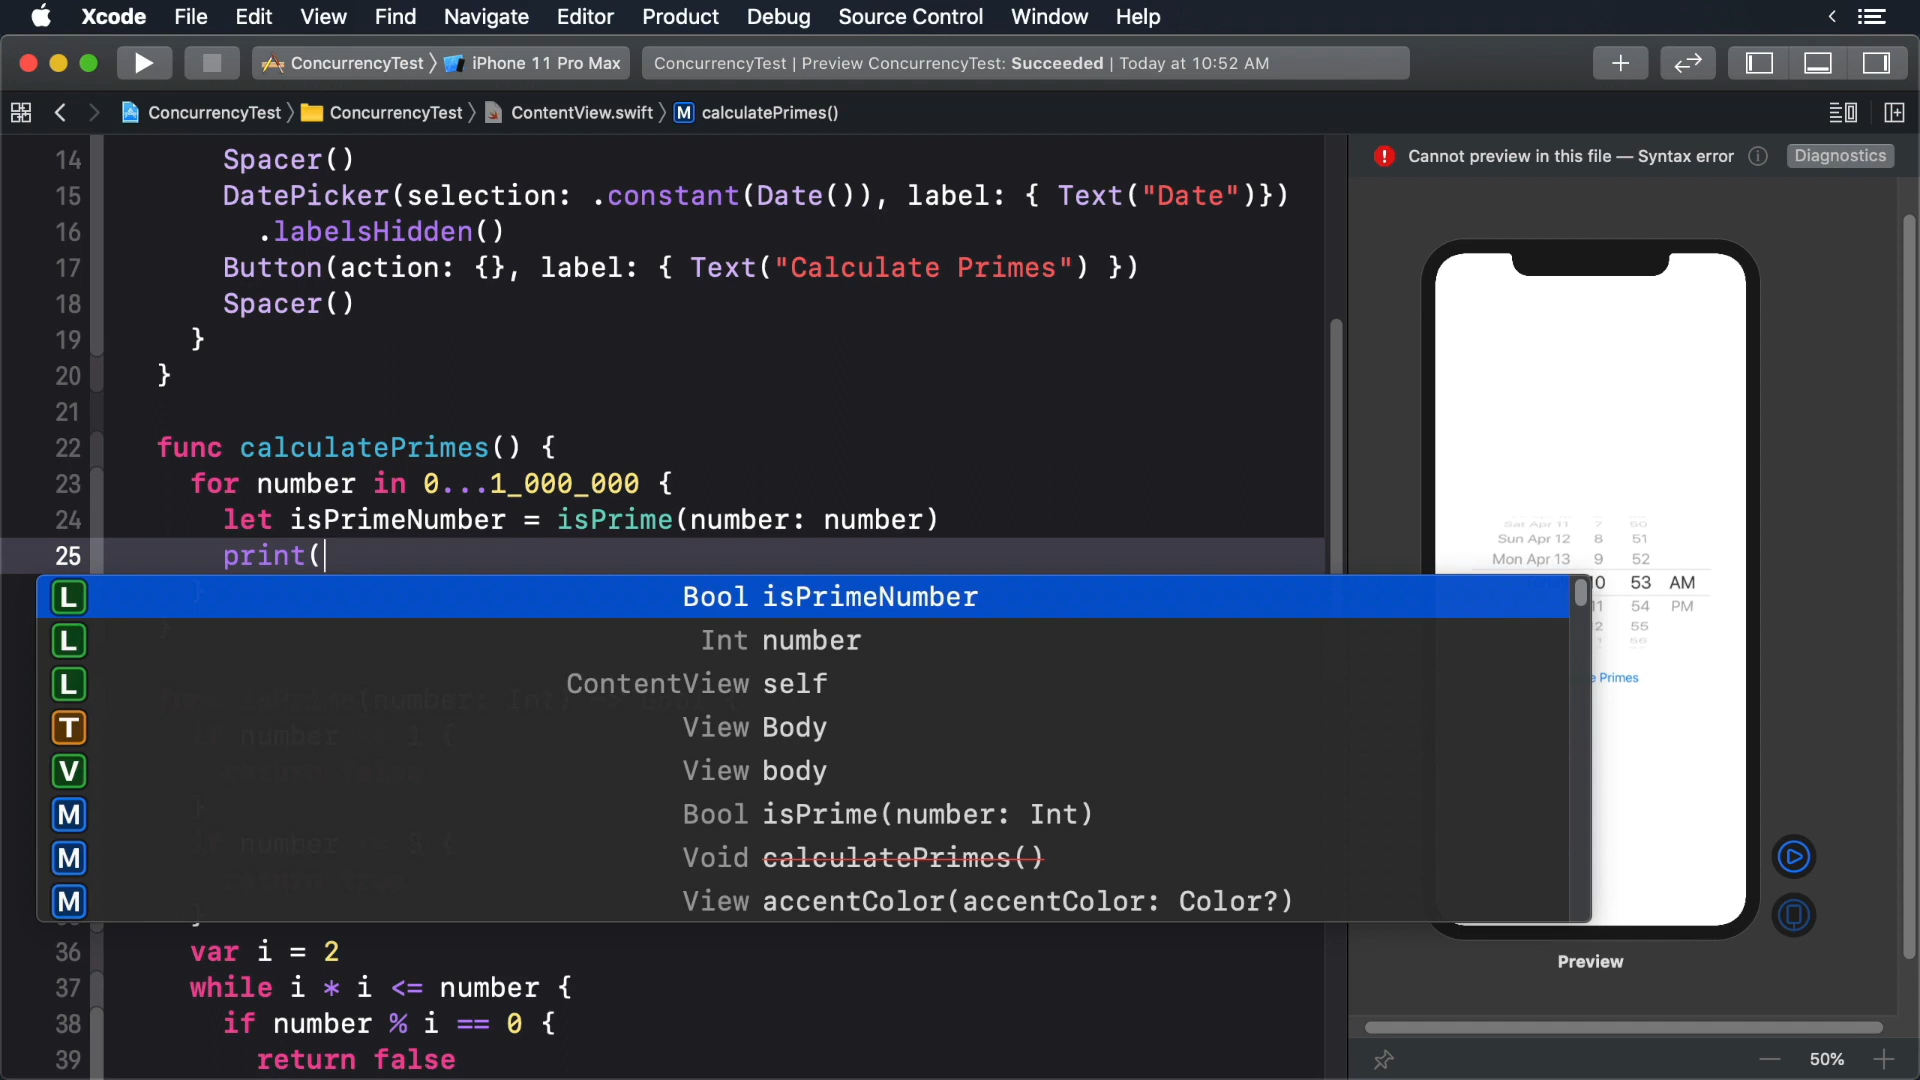 Xcode File Edit View Find Navigate Editor Product Debug Source Control Window Help
ConcurrencyTest iPhone 11 Pro Max
ConcurrencyTest | Preview ConcurrencyTest: Succeeded | Today at 10:52 AM
ConcurrencyTest ConcurrencyTest ContentView.swift M calculatePrimes()
14 Spacer()
15 DatePicker(selection: .constant(Date()), label: { Text("Date")})
16 .labelsHidden()
17 Button(action: {}, label: { Text("Calculate Primes") })
18 Spacer()
19 }
20 }
21
22 func calculatePrimes() {
23 for number in 0...1_000_000 {
24 let isPrimeNumber = isPrime(number: number)
25 print(
L Bool isPrimeNumber
L Int number
L ContentView self
T View Body
V View body
M Bool isPrime(number: Int)
M Void calculatePrimes()
M View accentColor(accentColor: Color?)
36 var i = 2
37 while i * i <= number {
38 if number % i == 0 {
39 return false
Cannot preview in this file — Syntax error Diagnostics
Sat Apr 11 7 50
Sun Apr 12 8 51
Mon Apr 13 9 52
53 AM
54 PM
55
56
Primes
Preview
50%